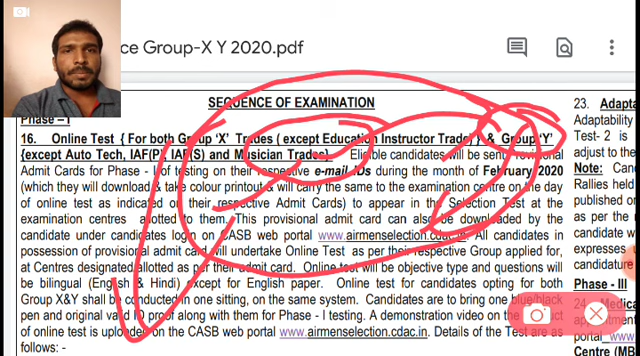 ce Group-X Y 2020.pdf
SEQUENCE OF EXAMINATION
Phase – I
16. Online Test { For both Group 'X' Trades ( except Education Instructor Trade) } & Group 'Y'
{except Auto Tech, IAF(P), IAF(S) and Musician Trades} Eligible candidates will be sent Provisional
Admit Cards for Phase I of testing on their respective e-mail IDs during the month of February 2020
(which they will download & take colour printout & will carry the same to the examination centre on the day
of online test as indicated on their respective Admit Cards) to appear in the Selection Test at the
examination centres allotted to them. This provisional admit card can also be downloaded by the
candidate under candidates login on CASB web portal www.airmenselection.cdac.in. All candidates in
possession of provisional admit card will undertake Online Test as per their respective Group applied for,
at Centres designated/allotted as per their admit card. Online test will be objective type and questions will
be bilingual (English & Hindi) except for English paper. Online test for candidates opting for both
Group X&Y shall be conducted in one sitting, on the same system. Candidates are to bring one blue/black
pen and original valid ID proof along with them for Phase - I testing. A demonstration video on the
of online test is uploaded on the CASB web portal www.airmenselection.cdac.in. Details of the Test are as
follows: -
23. Adapta
Adaptability
Test- 2 is
adjust to the
Note: Can
Rallies held
published o
as per the
candidate w
expresses
candidature
Phase - III
24. Medica
Centre (MB